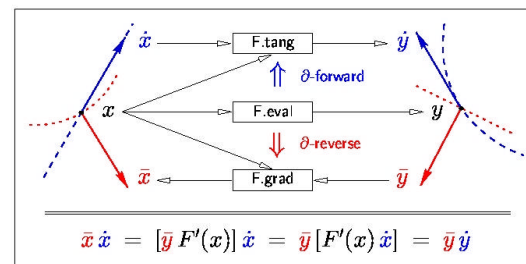 ẋ F.tang ẏ
∂-forward
x F.eval y
∂-reverse
x̄ F.grad ȳ
x̄ ẋ = [ȳ F′(x)] ẋ = ȳ [F′(x) ẋ] = ȳ ẏ